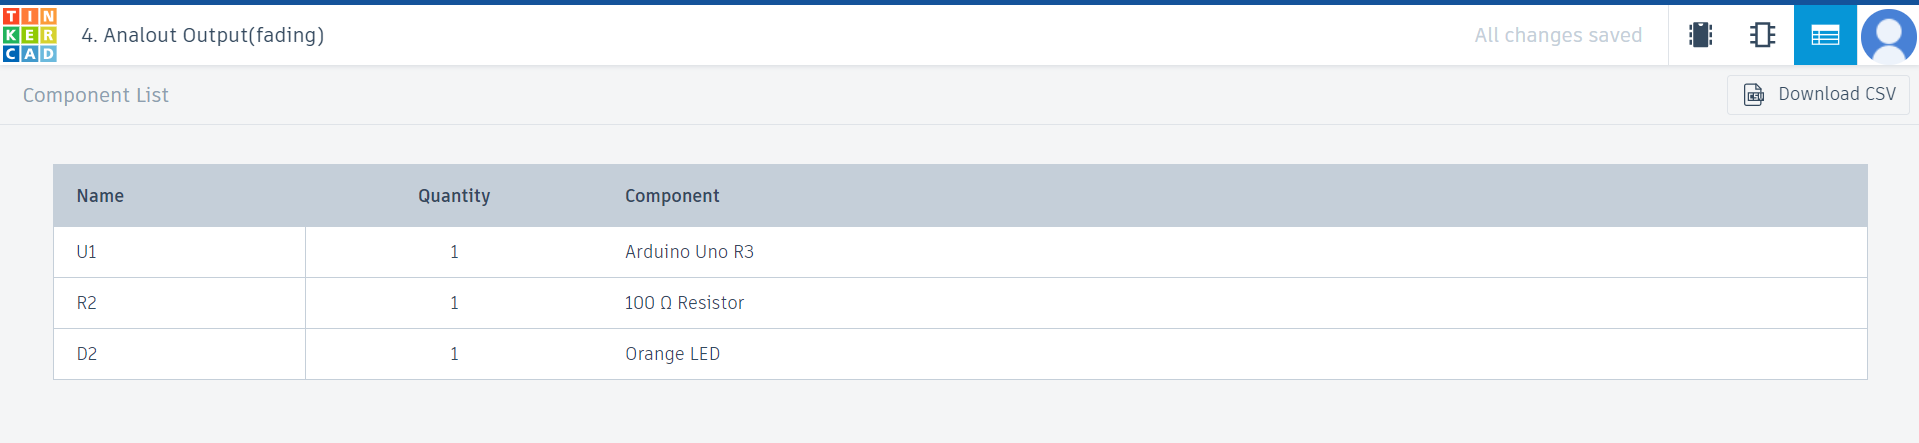 TIN
KER
CAD
4. Analout Output(fading)
All changes saved
Component List
CSV
Download CSV
Name Quantity Component
U1 1 Arduino Uno R3
R2 1 100 Ω Resistor
D2 1 Orange LED